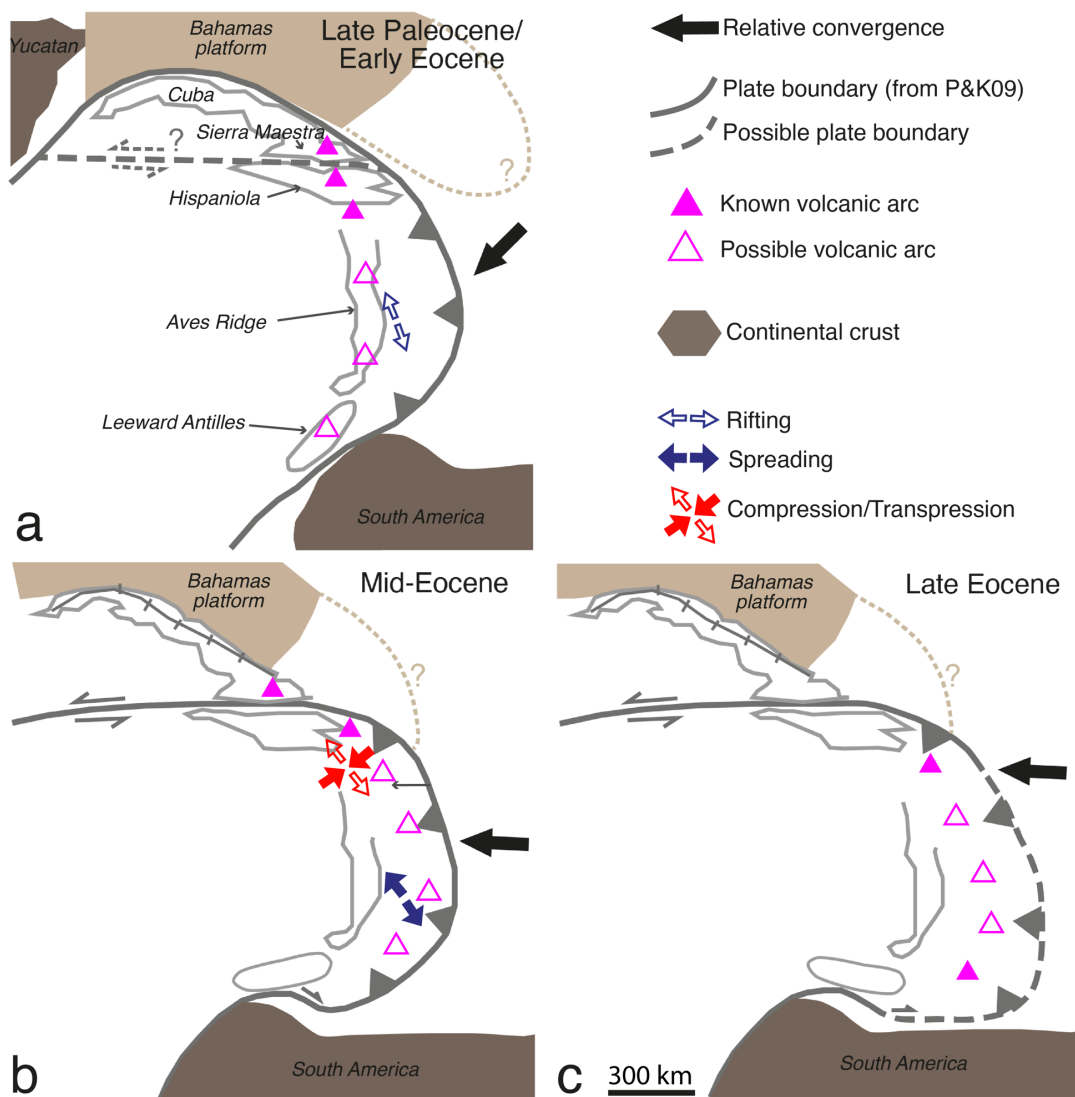 Yucatan
Bahamas
platform
Late Paleocene/
Early Eocene
Cuba
Sierra Maestra
?
?
Hispaniola
Aves Ridge
Leeward Antilles
South America
a
Relative convergence
Plate boundary (from P&K09)
Possible plate boundary
Known volcanic arc
Possible volcanic arc
Continental crust
Rifting
Spreading
Compression/Transpression
Bahamas
platform
Mid-Eocene
?
South America
b
Bahamas
platform
Late Eocene
?
South America
c
300 km